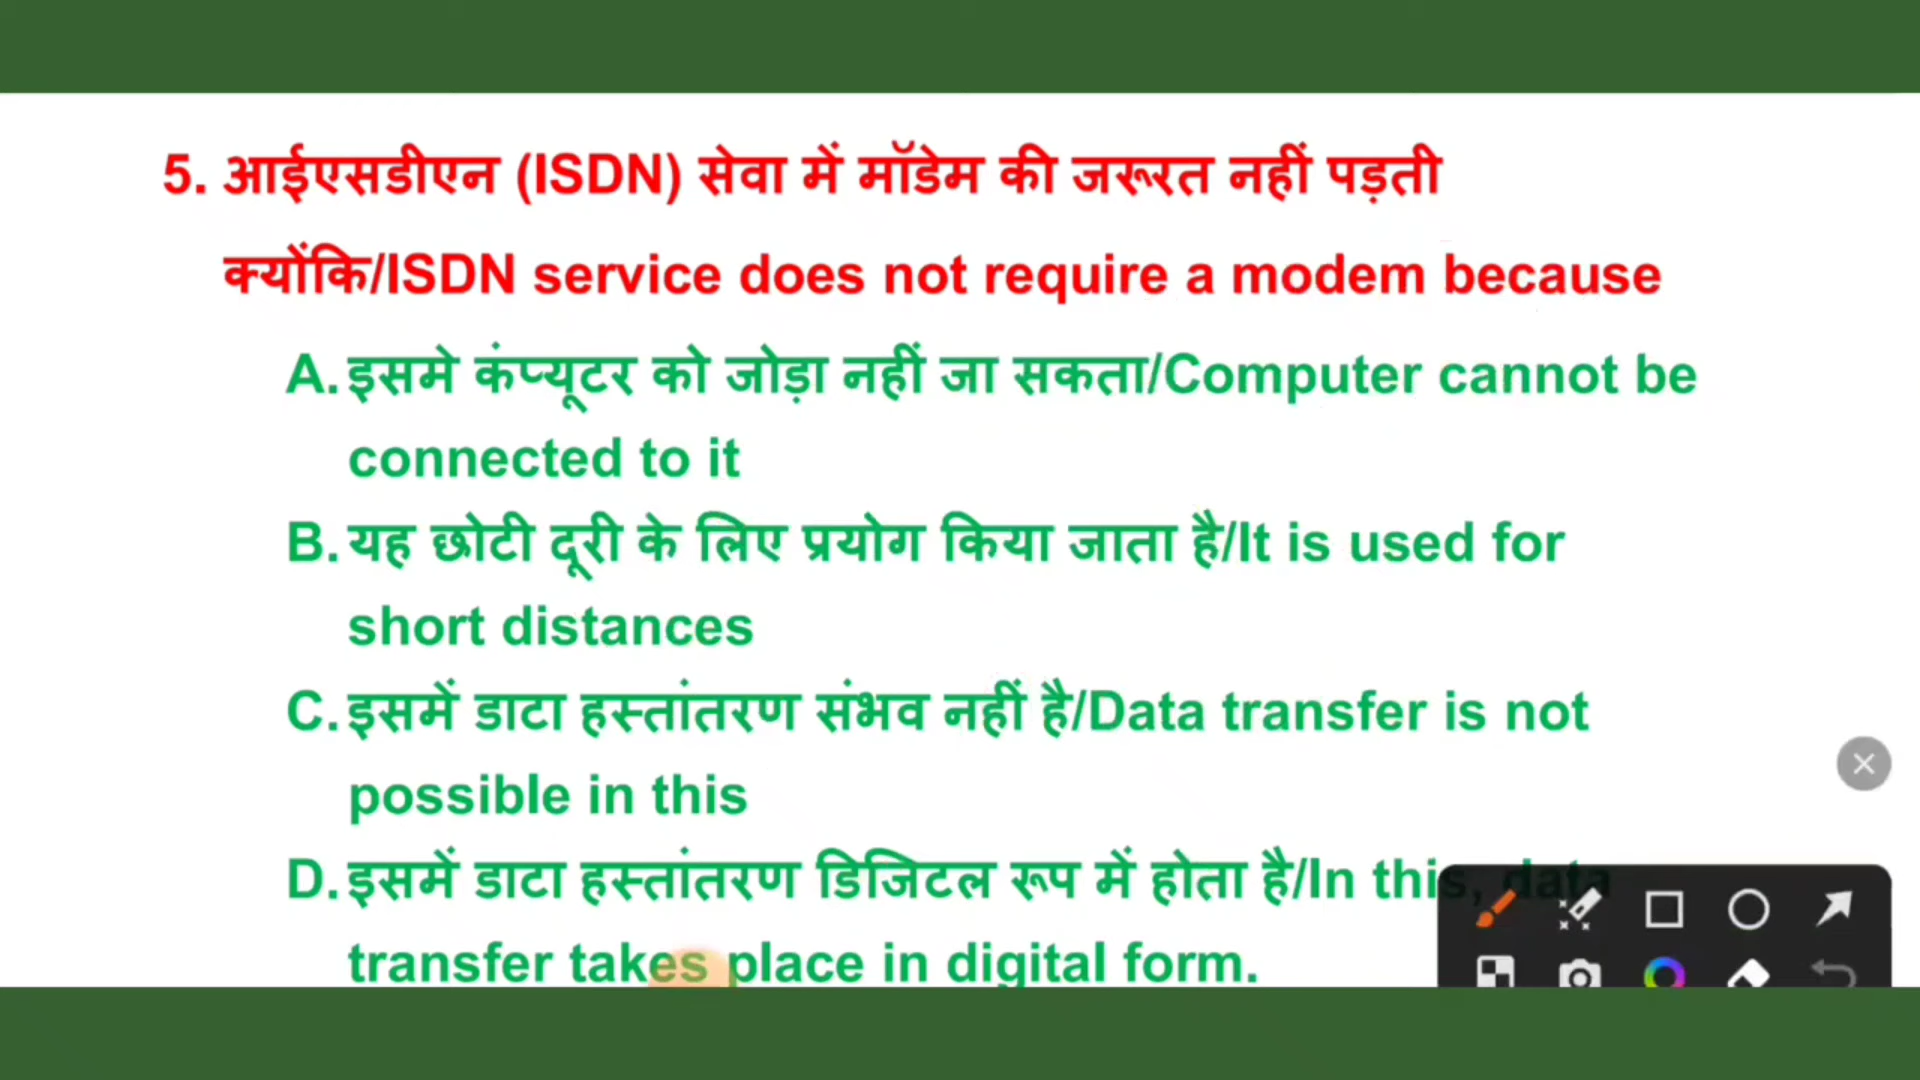 5. आईएसडीएन (ISDN) सेवा में मॉडेम की जरूरत नहीं पड़ती
क्योंकि/ISDN service does not require a modem because
A. इसमे कंप्यूटर को जोड़ा नहीं जा सकता/Computer cannot be
connected to it
B. यह छोटी दूरी के लिए प्रयोग किया जाता है/It is used for
short distances
C. इसमें डाटा हस्तांतरण संभव नहीं है/Data transfer is not
possible in this
D. इसमें डाटा हस्तांतरण डिजिटल रूप में होता है/In this, data
transfer takes place in digital form.